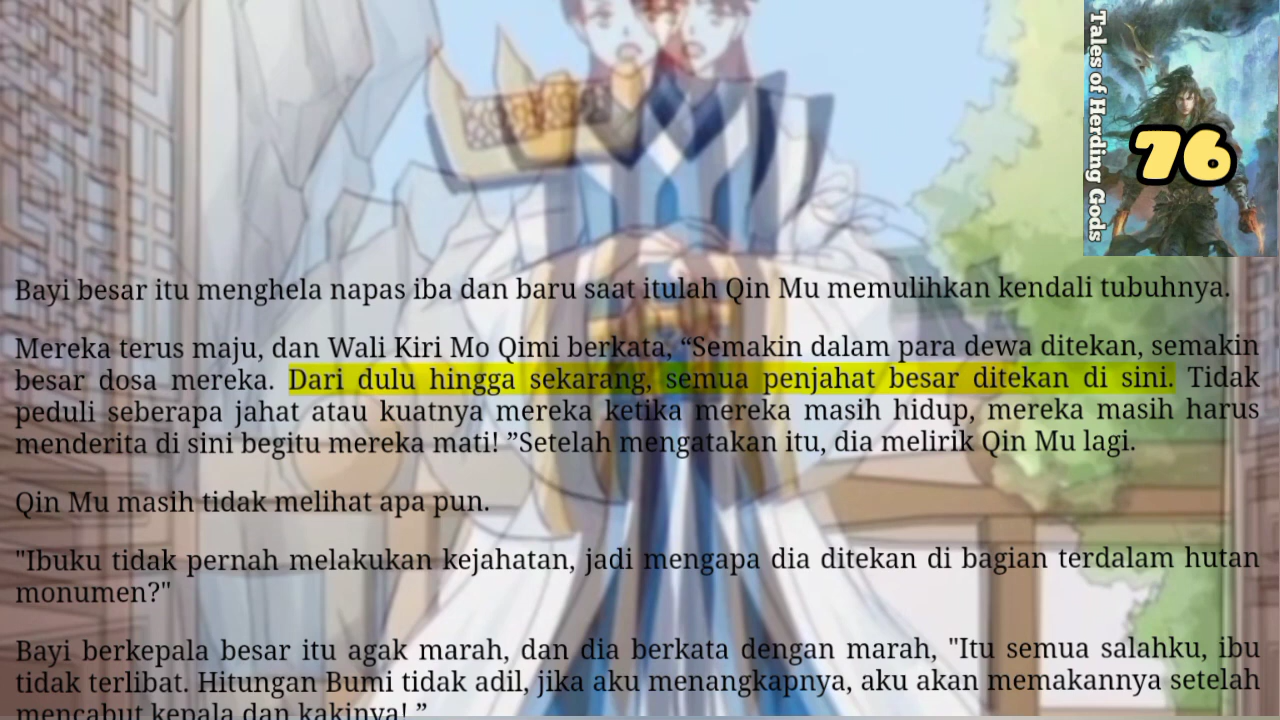 Tales of Herding Gods
76
Bayi besar itu menghela napas iba dan baru saat itulah Qin Mu memulihkan kendali tubuhnya.
Mereka terus maju, dan Wali Kiri Mo Qimi berkata, “Semakin dalam para dewa ditekan, semakin
besar dosa mereka. Dari dulu hingga sekarang, semua penjahat besar ditekan di sini. Tidak
peduli seberapa jahat atau kuatnya mereka ketika mereka masih hidup, mereka masih harus
menderita di sini begitu mereka mati! ”Setelah mengatakan itu, dia melirik Qin Mu lagi.
Qin Mu masih tidak melihat apa pun.
"Ibuku tidak pernah melakukan kejahatan, jadi mengapa dia ditekan di bagian terdalam hutan
monumen?"
Bayi berkepala besar itu agak marah, dan dia berkata dengan marah, "Itu semua salahku, ibu
tidak terlibat. Hitungan Bumi tidak adil, jika aku menangkapnya, aku akan memakannya setelah
mencabut kepala dan kakinya! ”